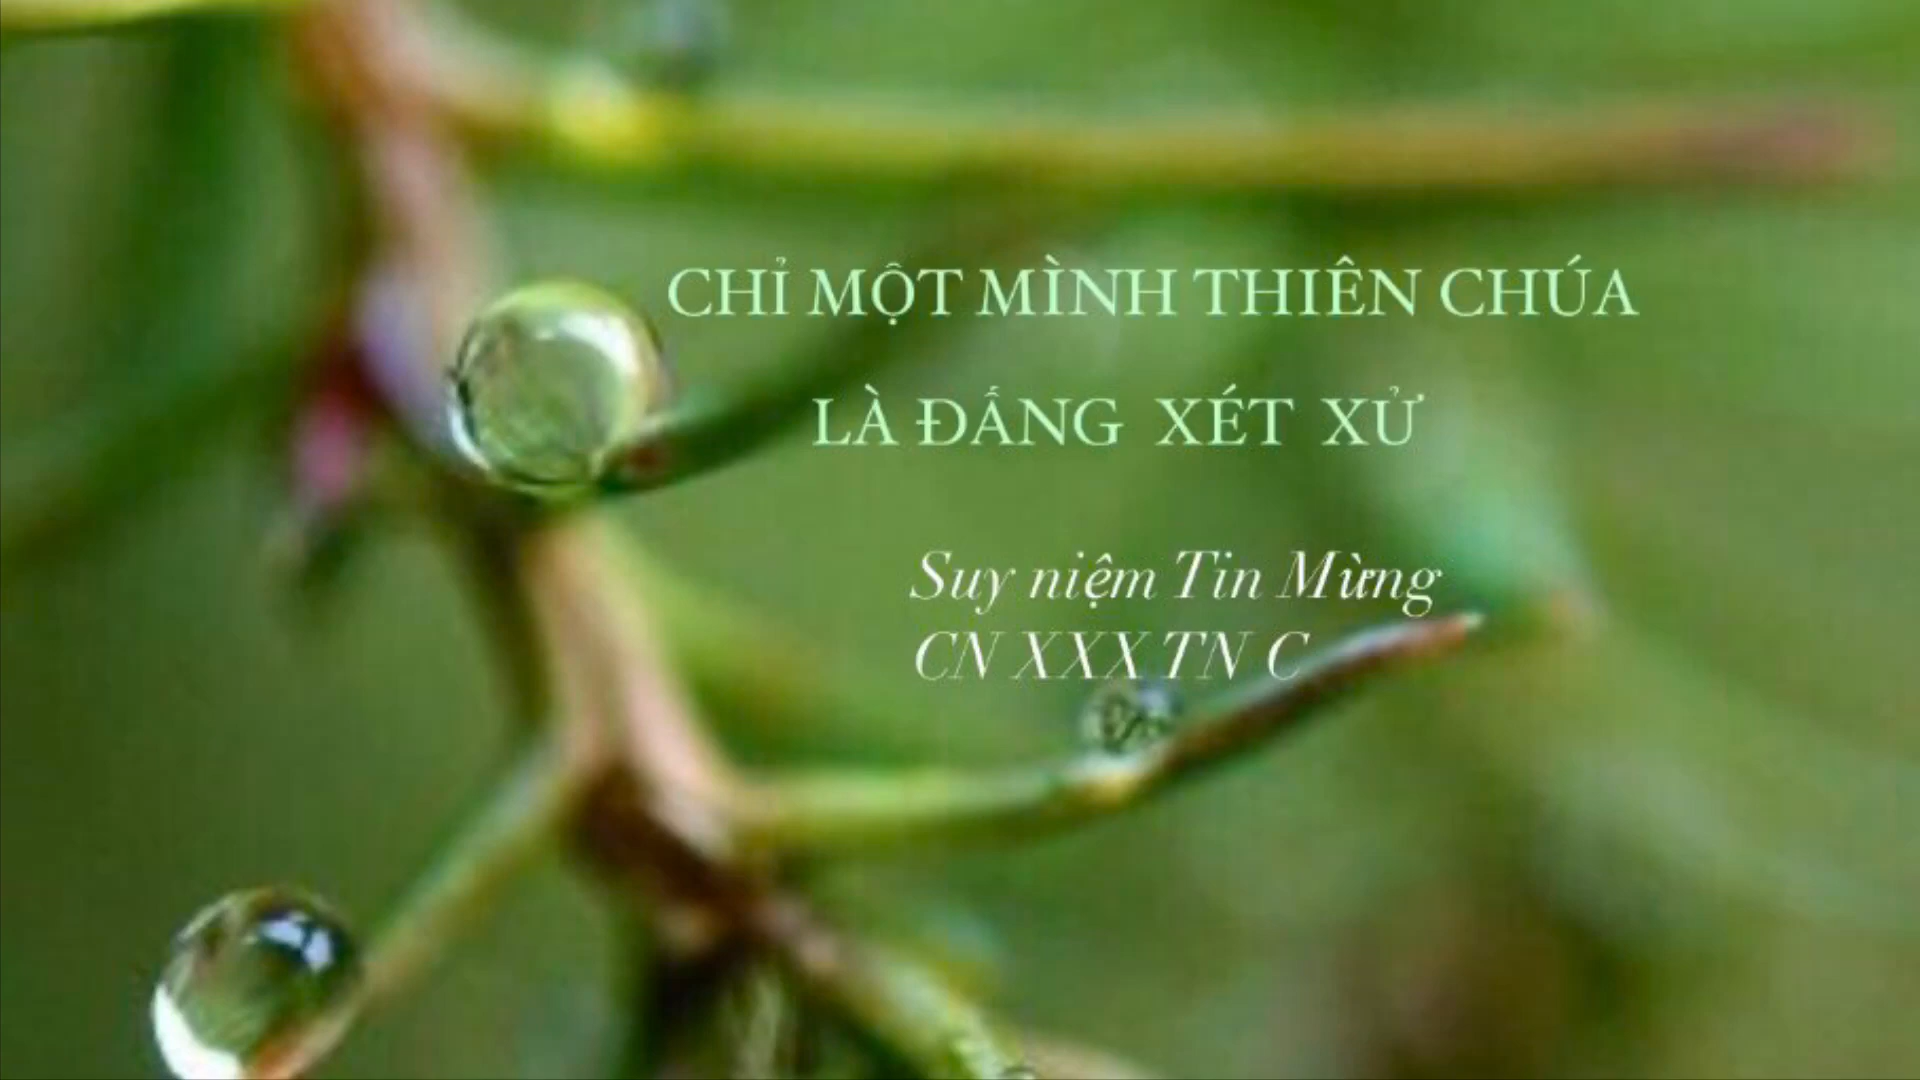 CHỈ MỘT MÌNH THIÊN CHÚA
LÀ ĐẤNG XÉT XỬ
Suy niệm Tin Mừng
CN XXX TN C